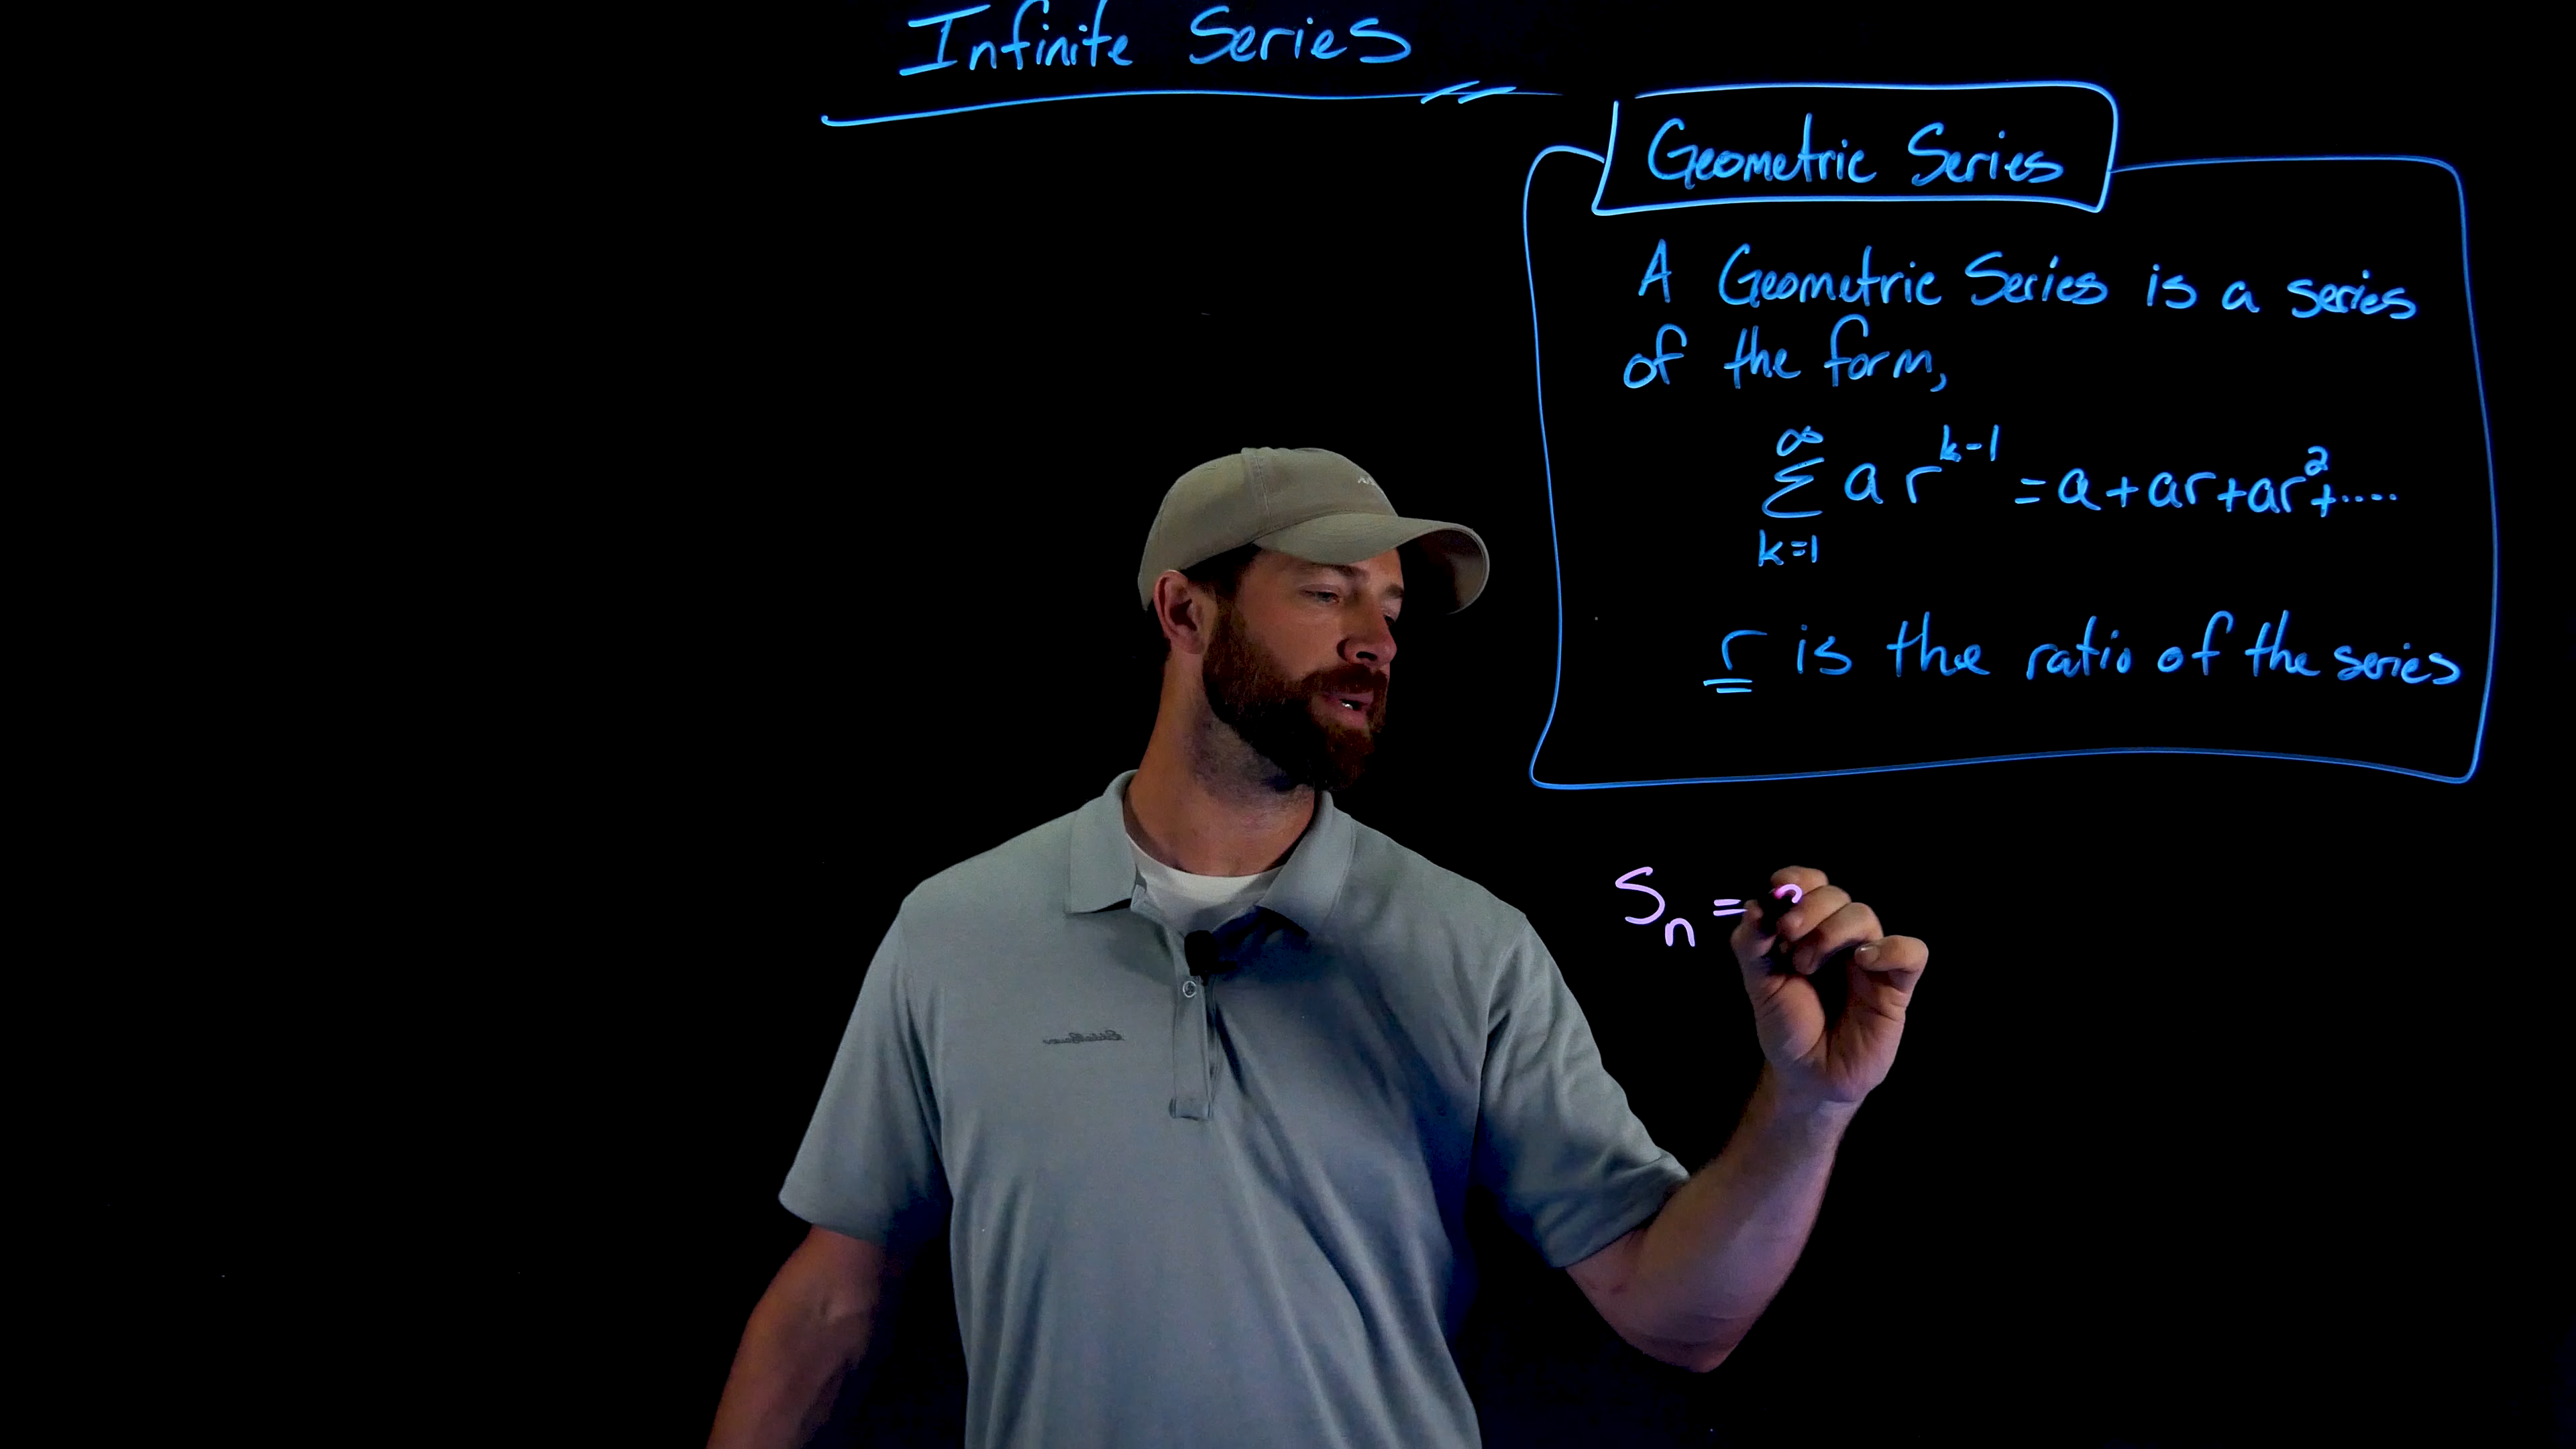 Infinite Series
Geometric Series
A Geometric Series is a series
of the form,
∞
Σ a r^{k-1} = a + ar + ar² + ....
k=1
r is the ratio of the series
S_n =